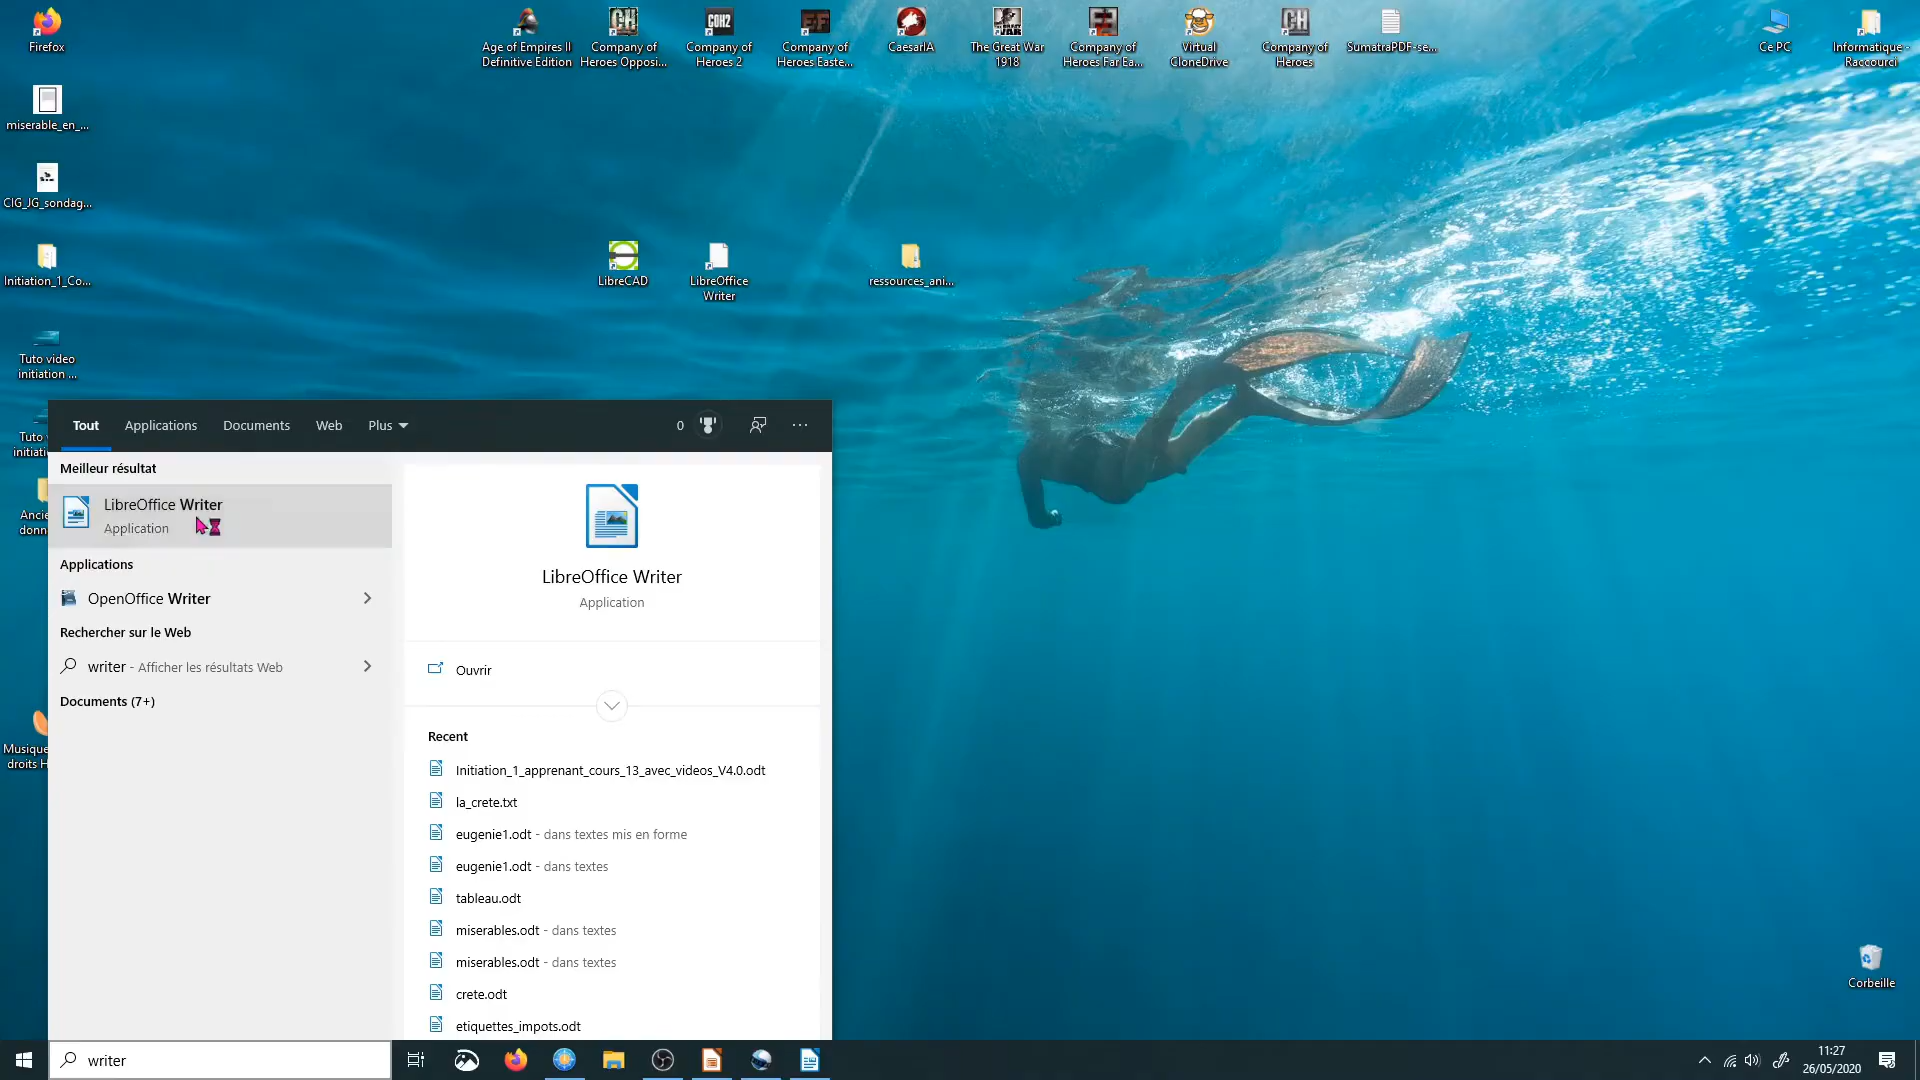 Firefox
Age of Empires II
Definitive Edition
Company of
Heroes Opposi...
Company of
Heroes 2
Company of
Heroes Easte...
CaesarIA
The Great War
1918
Company of
Heroes Far Ea...
Virtual
CloneDrive
Company of
Heroes
SumatraPDF-se...
Ce PC
Informatique -
Raccourci
miserable_en_...
CIG_JG_sondag...
Initiation_1_Co...
LibreCAD
LibreOffice
Writer
ressources_ani...
Tuto video
initiation ...
Tuto
initiati
Ancie
donn
Musique
droits H
Tout
Applications
Documents
Web
Plus
0
Meilleur résultat
LibreOffice Writer
Application
Applications
OpenOffice Writer
Rechercher sur le Web
writer - Afficher les résultats Web
Documents (7+)
LibreOffice Writer
Application
Ouvrir
Recent
Initiation_1_apprenant_cours_13_avec_videos_V4.0.odt
la_crete.txt
eugenie1.odt - dans textes mis en forme
eugenie1.odt - dans textes
tableau.odt
miserables.odt - dans textes
miserables.odt - dans textes
crete.odt
etiquettes_impots.odt
Corbeille
writer
11:27
26/05/2020